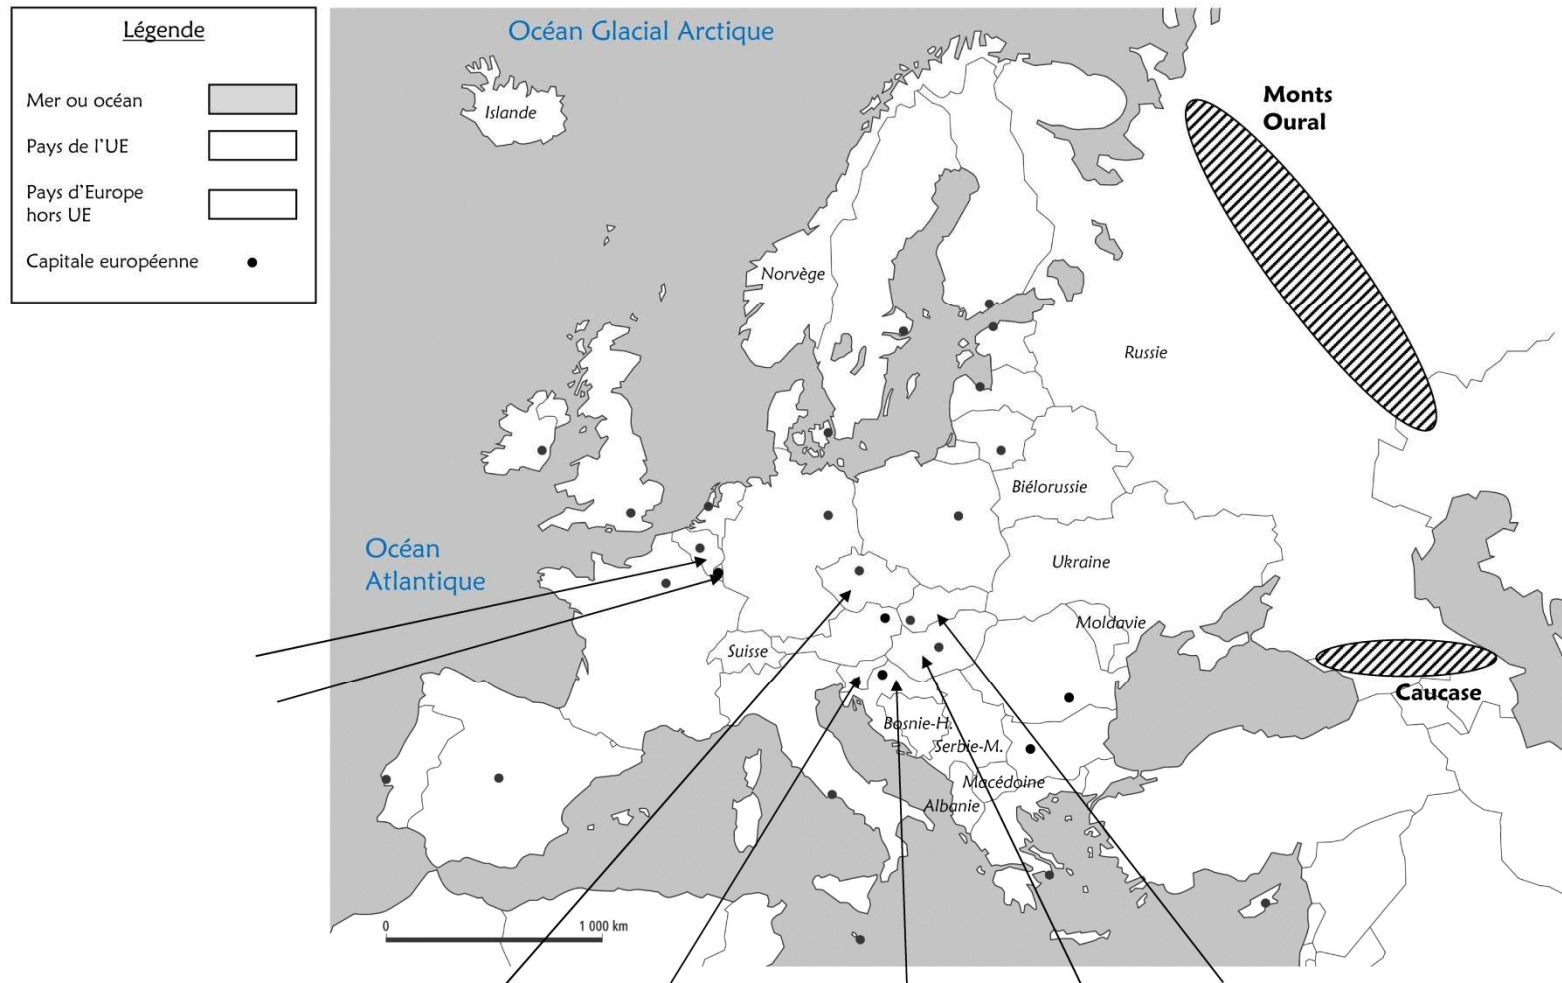 Légende
Mer ou océan
Pays de l'UE
Pays d'Europe
hors UE
Capitale européenne
Océan Glacial Arctique
Islande
Monts
Oural
Norvège
Russie
Biélorussie
Océan
Atlantique
Ukraine
Moldavie
Suisse
Caucase
Bosnie-H.
Serbie-M.
Macédoine
Albanie
0
1 000 km